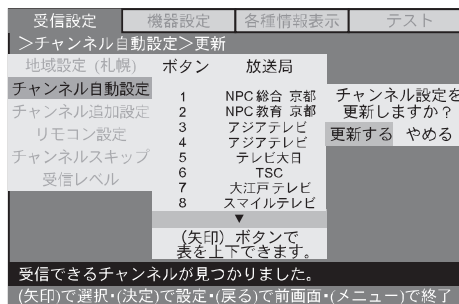 受信設定 機器設定 各種情報表示 テスト
>チャンネル自動設定>更新
地域設定（札幌）
チャンネル自動設定
チャンネル追加設定
リモコン設定
チャンネルスキップ
受信レベル
ボタン 放送局
1 NPC総合 京都
2 NPC教育 京都
3 アジアテレビ
4 アジアテレビ
5 テレビ大日
6 TSC
7 大江戸テレビ
8 スマイルテレビ
▼
(矢印) ボタンで
表を上下できます。
チャンネル設定を
更新しますか？
更新する やめる
受信できるチャンネルが見つかりました。
(矢印)で選択・(決定)で設定・(戻る)で前画面・(メニュー)で終了